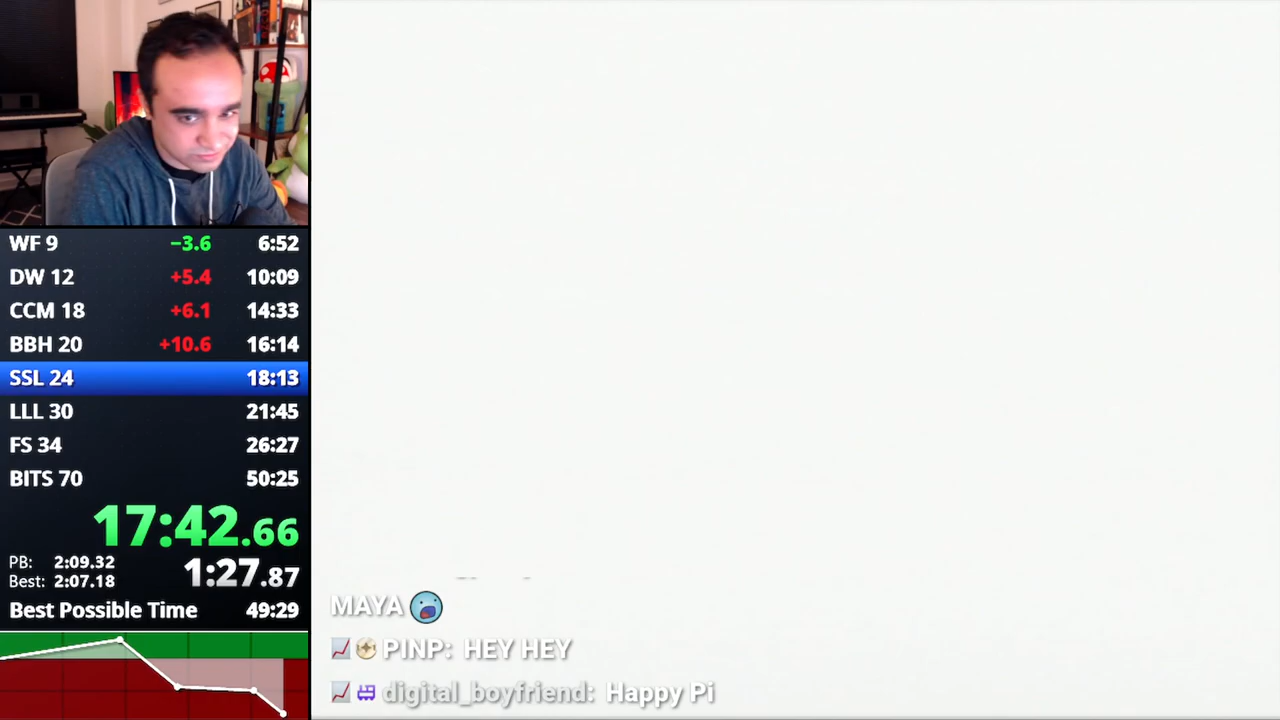 WF 9 −3.6 6:52
DW 12 +5.4 10:09
CCM 18 +6.1 14:33
BBH 20 +10.6 16:14
SSL 24 18:13
LLL 30 21:45
FS 34 26:27
BITS 70 50:25
17:42.66
PB: 2:09.32
Best: 2:07.18
1:27.87
Best Possible Time 49:29
MAYA
PINP: HEY HEY
digital_boyfriend: Happy Pi